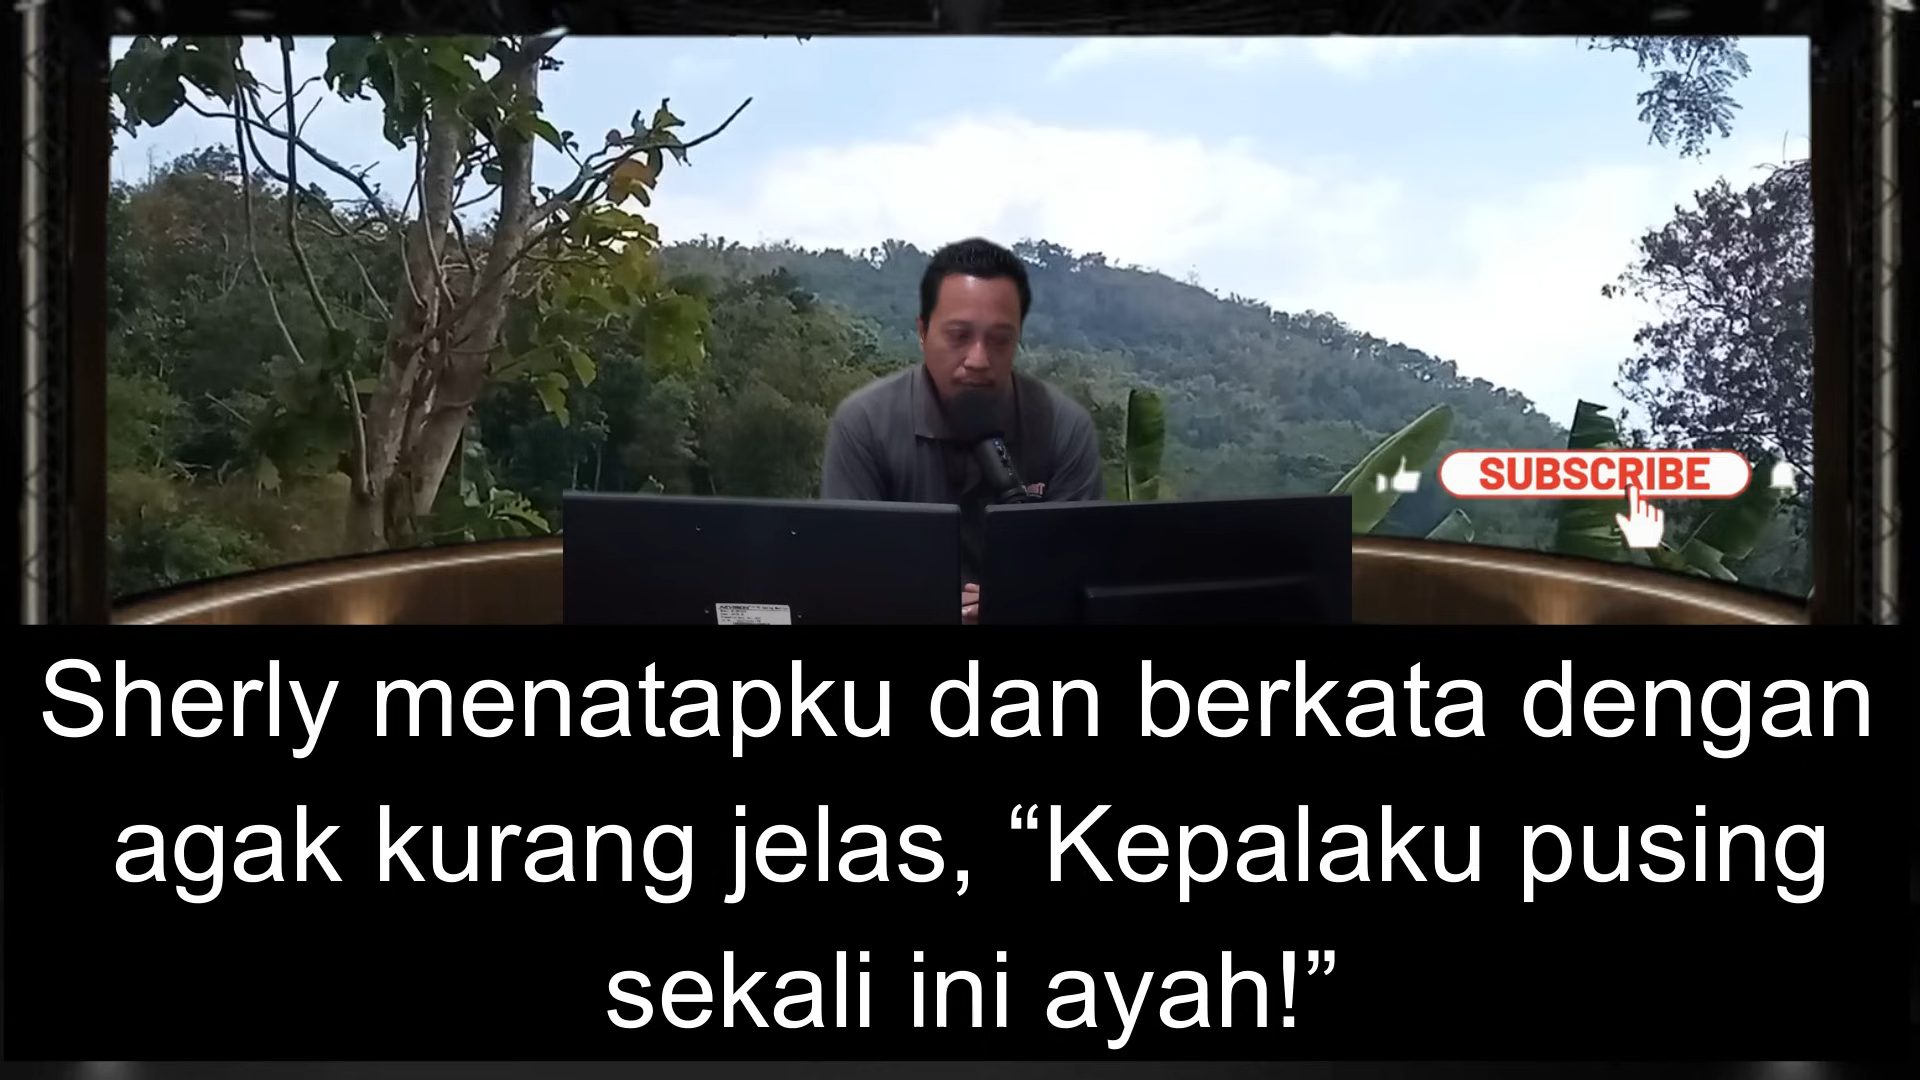 SUBSCRIBE
Sherly menatapku dan berkata dengan
agak kurang jelas, “Kepalaku pusing
sekali ini ayah!”